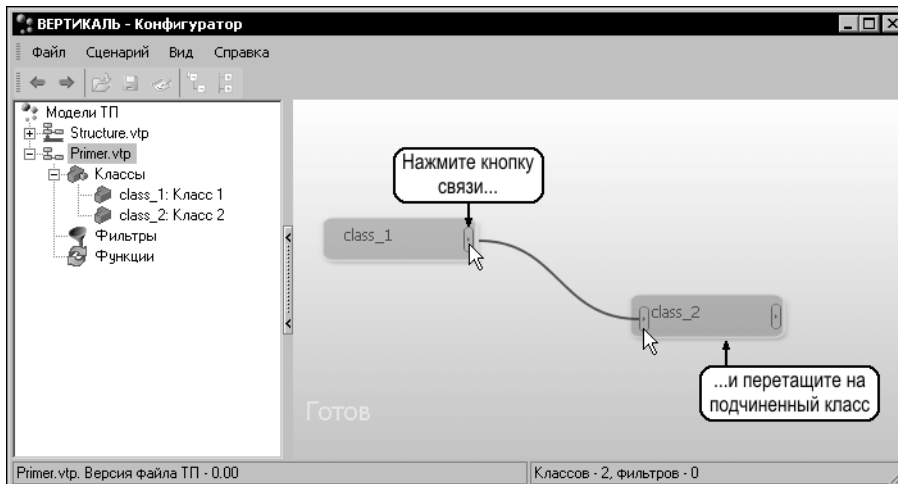 ВЕРТИКАЛЬ - Конфигуратор
Файл Сценарий Вид Справка
Модели ТП
Structure.vtp
Primer.vtp
Классы
class_1: Класс 1
class_2: Класс 2
Фильтры
Функции
Нажмите кнопку
связи...
class_1
class_2
...и перетащите на
подчиненный класс
Готов
Primer.vtp. Версия файла ТП - 0.00
Классов - 2, фильтров - 0